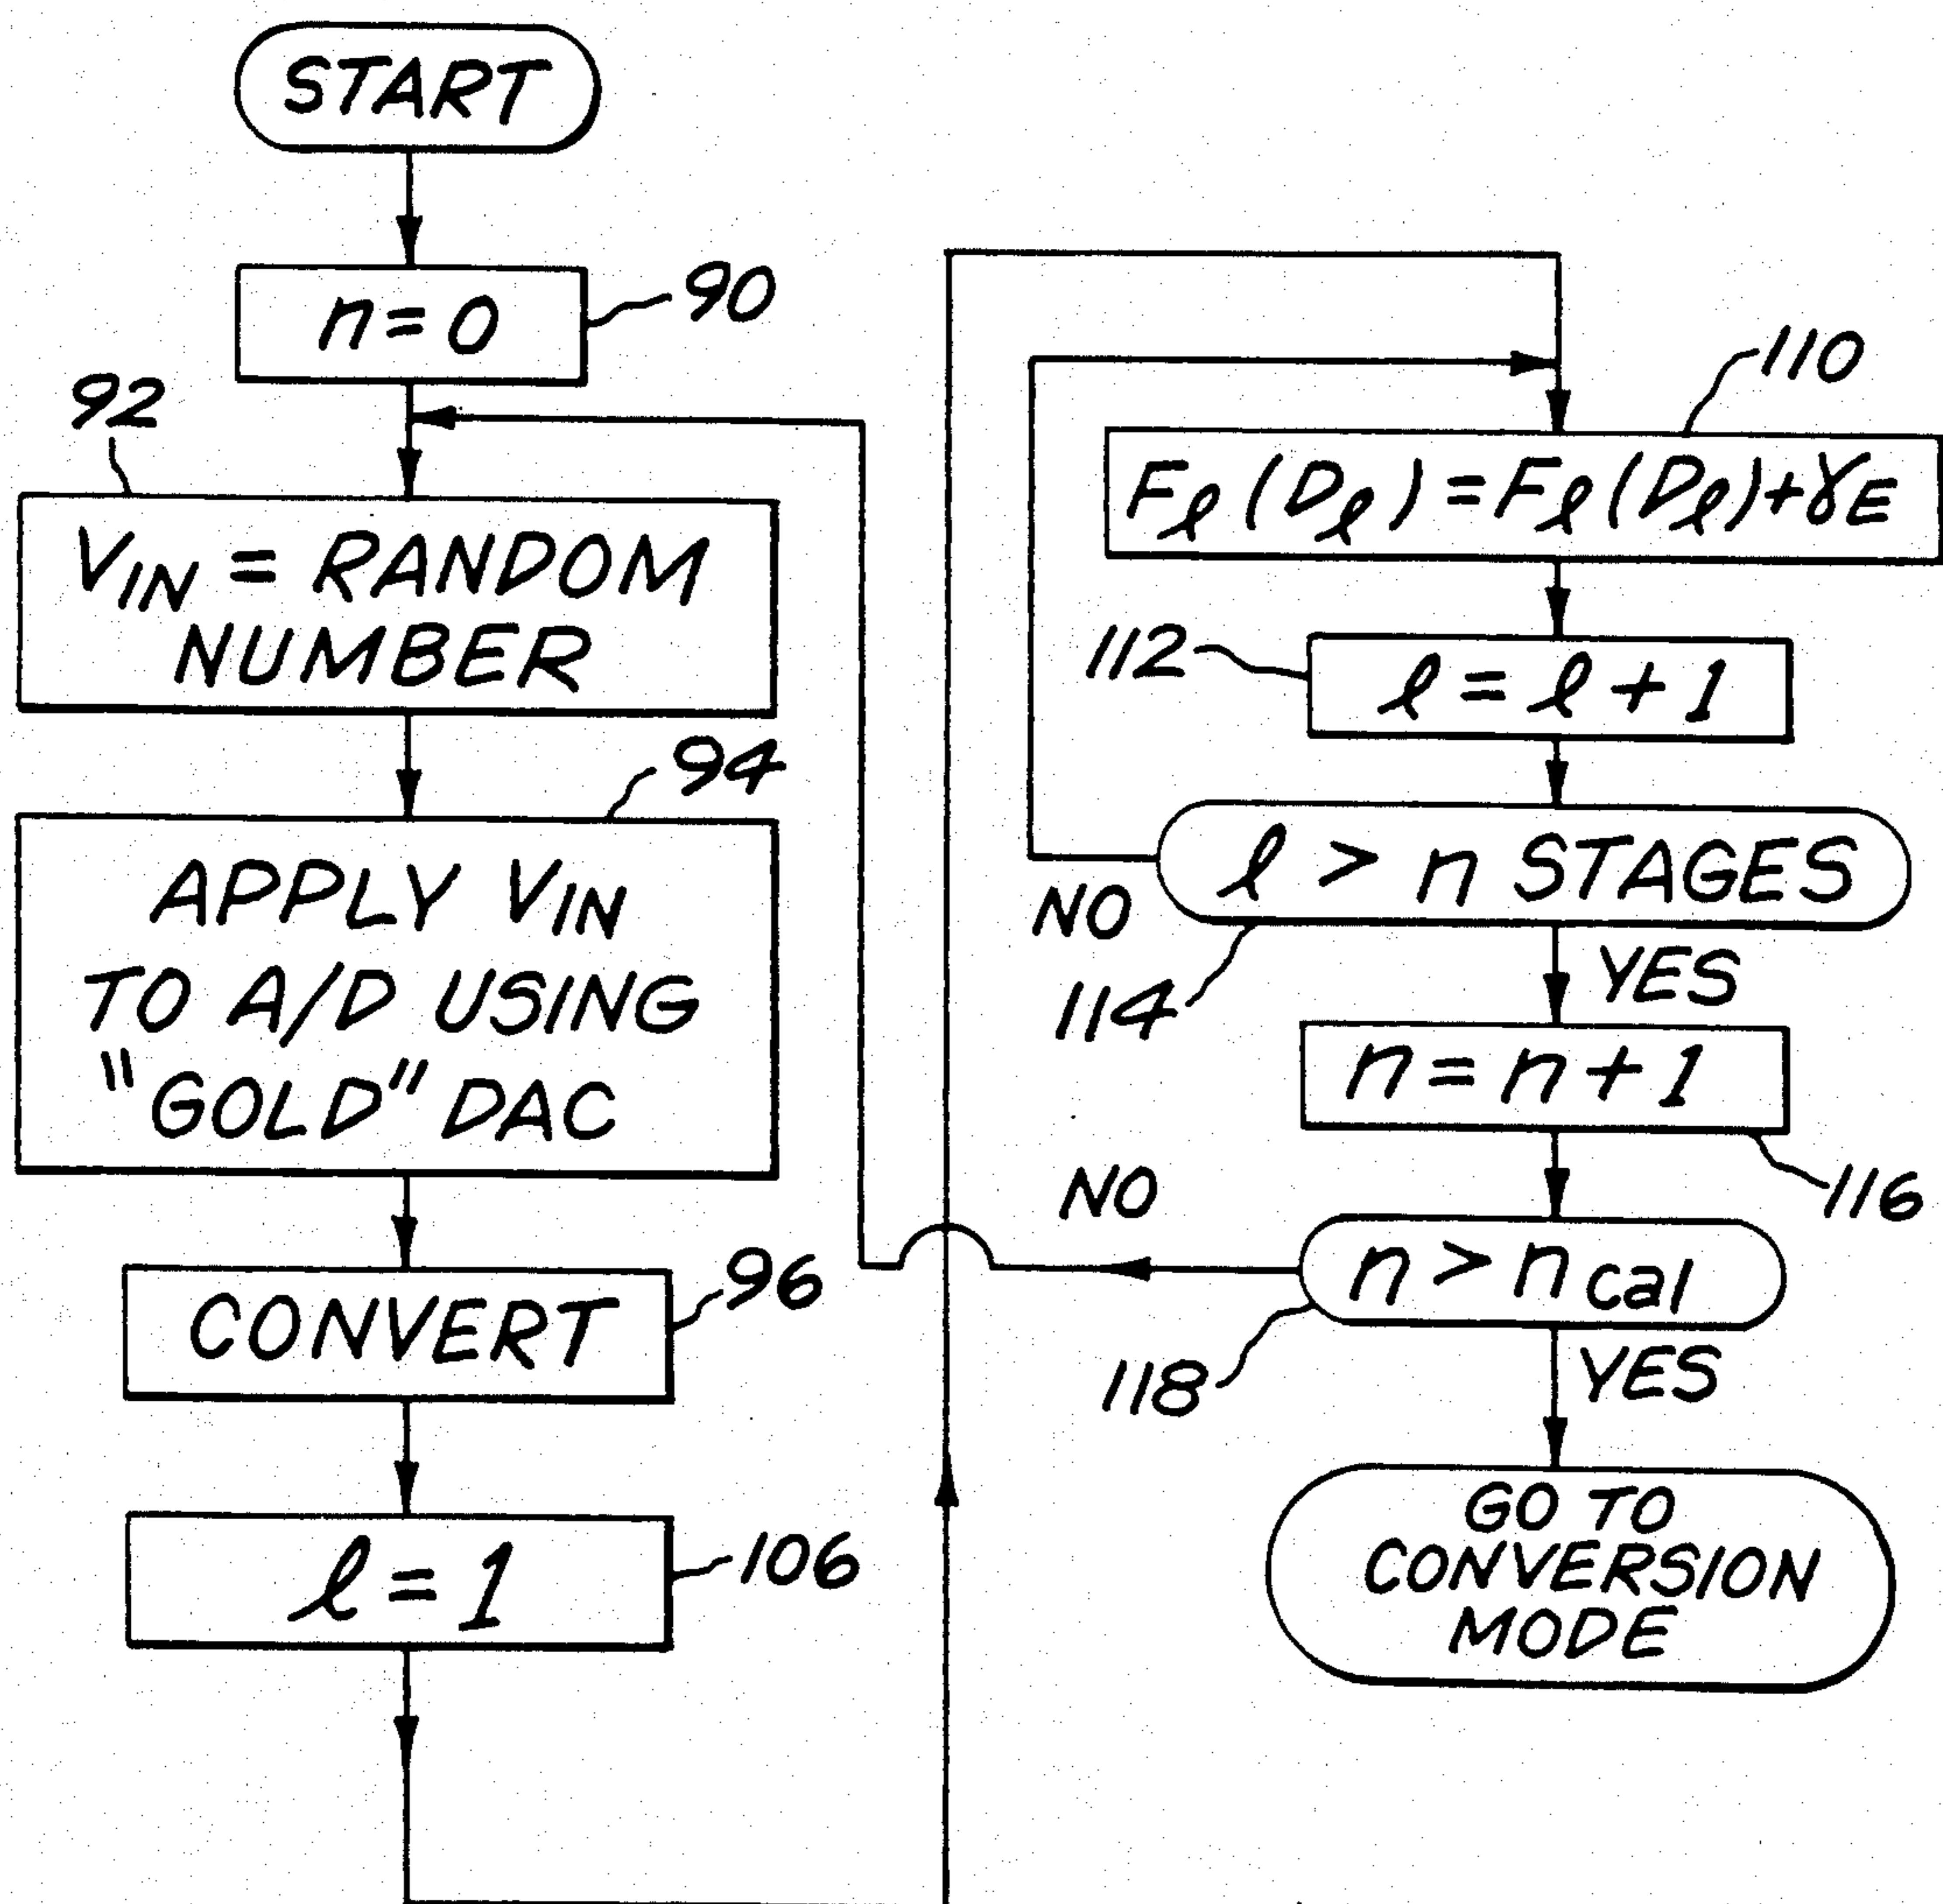 START
n=0
90
92
VIN = RANDOM
NUMBER
94
APPLY VIN
TO A/D USING
"GOLD" DAC
CONVERT
96
ℓ=1
106
110
Fℓ(Dℓ)=Fℓ(Dℓ)+γE
112
ℓ=ℓ+1
ℓ > n STAGES
NO
114
YES
n=n+1
116
NO
n>ncal
118
YES
GO TO
CONVERSION
MODE